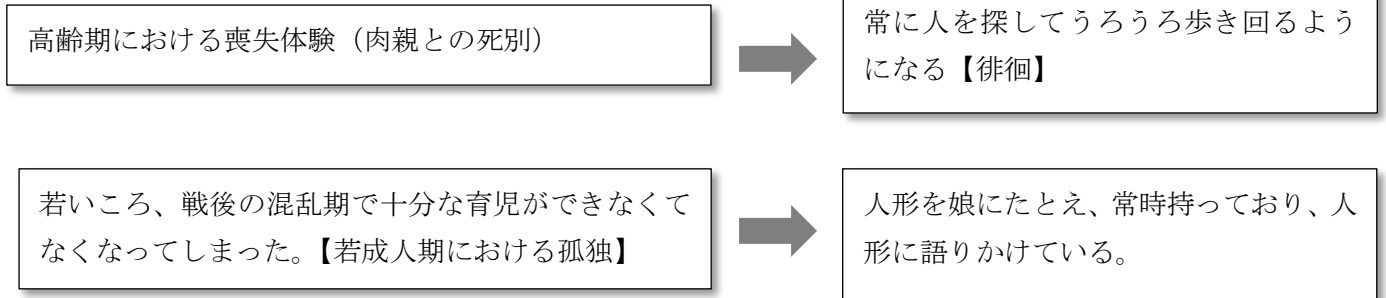 高齢期における喪失体験（肉親との死別）
常に人を探してうろうろ歩き回るよう
になる【徘徊】
若いころ、戦後の混乱期で十分な育児ができなくて
なくなってしまった。【若成人期における孤独】
人形を娘にたとえ、常時持っており、人
形に語りかけている。